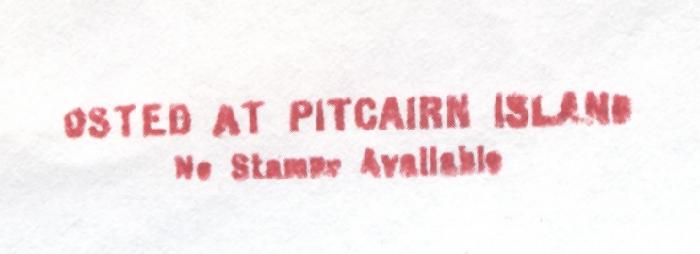 OSTED AT PITCAIRN ISLAND
No Stamps Available